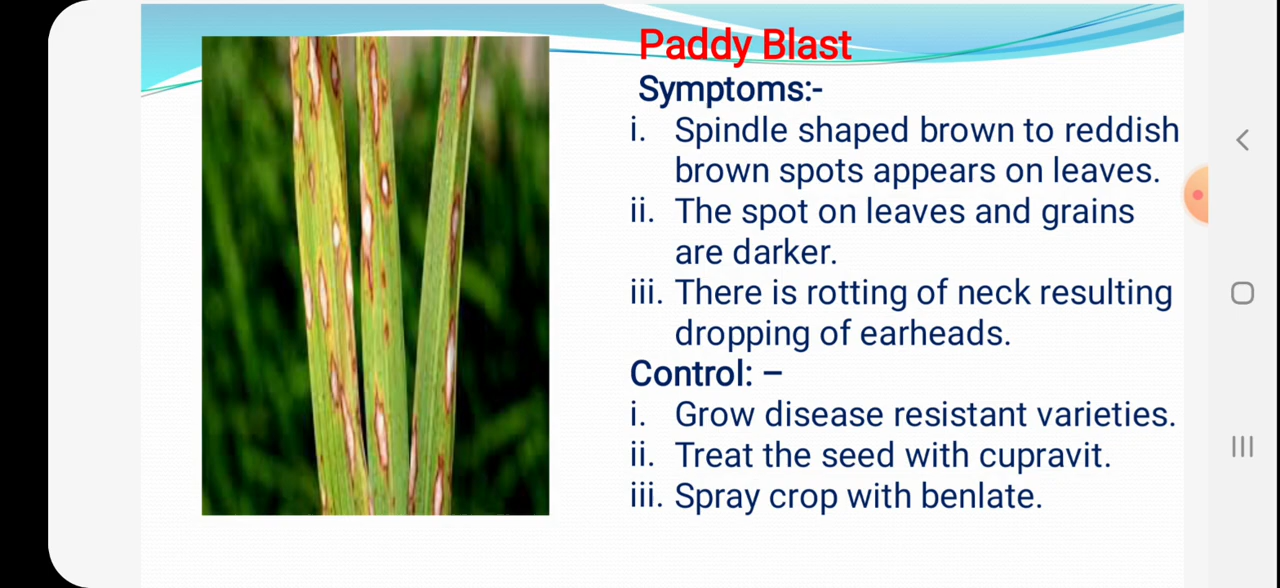 Paddy Blast
Symptoms:-
i. Spindle shaped brown to reddish
brown spots appears on leaves.
ii. The spot on leaves and grains
are darker.
iii. There is rotting of neck resulting
dropping of earheads.
Control: –
i. Grow disease resistant varieties.
ii. Treat the seed with cupravit.
iii. Spray crop with benlate.